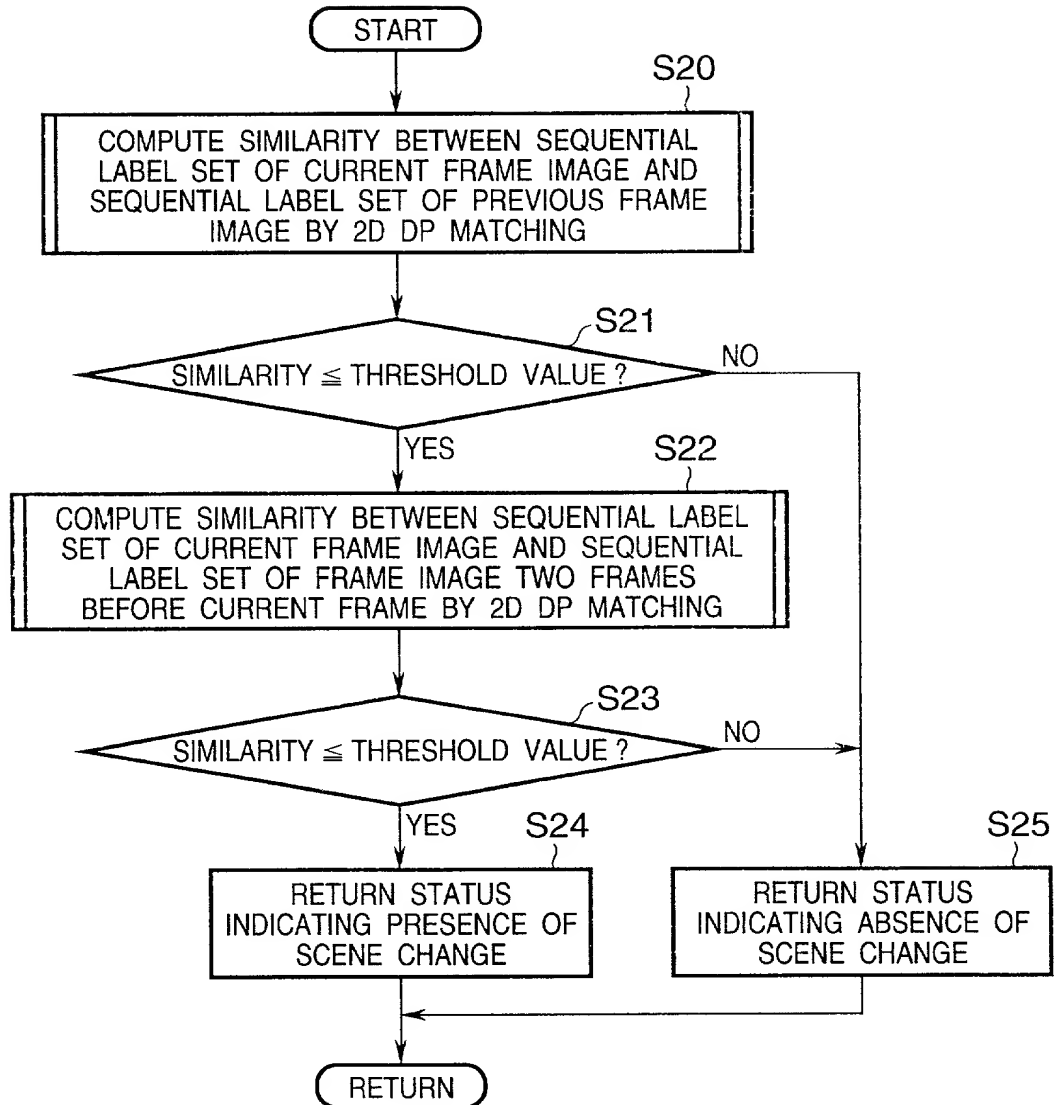 START
S20
COMPUTE SIMILARITY BETWEEN SEQUENTIAL
LABEL SET OF CURRENT FRAME IMAGE AND
SEQUENTIAL LABEL SET OF PREVIOUS FRAME
IMAGE BY 2D DP MATCHING
S21
SIMILARITY ≦ THRESHOLD VALUE ?
NO
YES
S22
COMPUTE SIMILARITY BETWEEN SEQUENTIAL LABEL
SET OF CURRENT FRAME IMAGE AND SEQUENTIAL
LABEL SET OF FRAME IMAGE TWO FRAMES
BEFORE CURRENT FRAME BY 2D DP MATCHING
S23
SIMILARITY ≦ THRESHOLD VALUE ?
NO
YES
S24
RETURN STATUS
INDICATING PRESENCE OF
SCENE CHANGE
S25
RETURN STATUS
INDICATING ABSENCE OF
SCENE CHANGE
RETURN